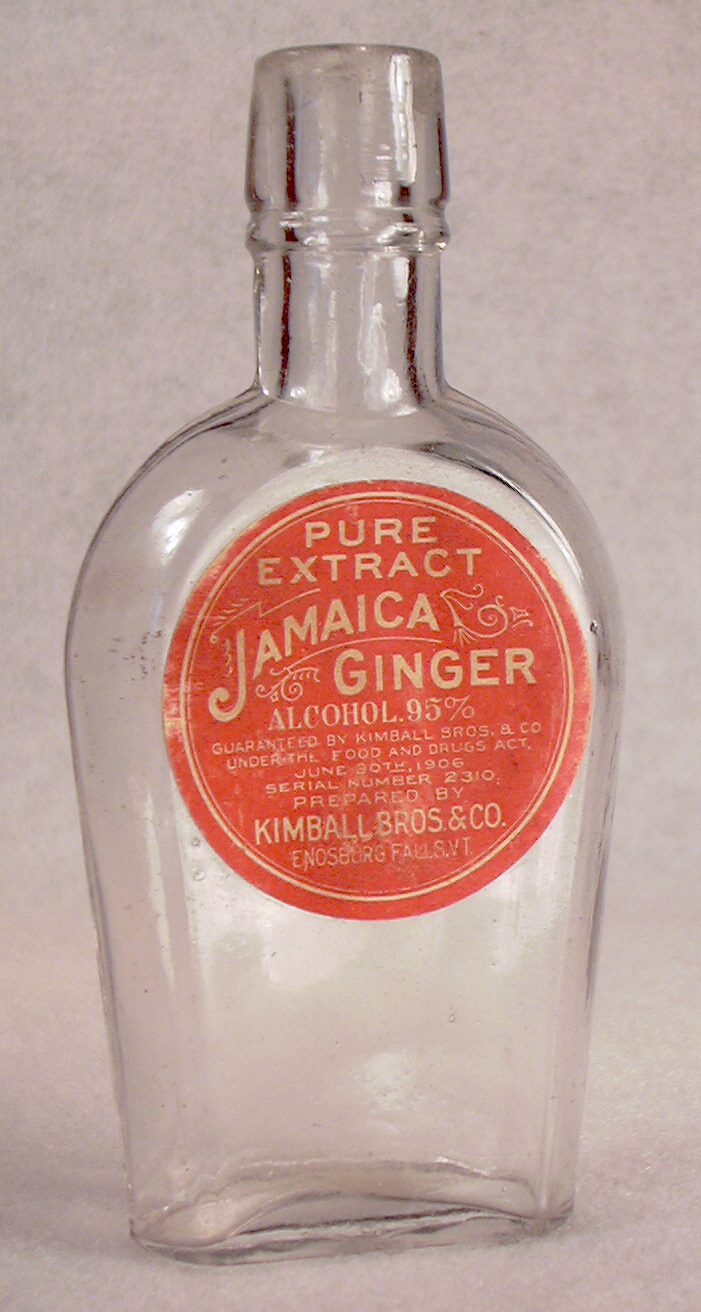 PURE
EXTRACT
JAMAICA
GINGER
ALCOHOL.95%
GUARANTEED BY KIMBALL BROS. & CO
UNDER THE FOOD AND DRUGS ACT,
JUNE 30TH, 1906
SERIAL NUMBER 2310.
PREPARED BY
KIMBALL BROS. & CO.
ENOSBURG FALLS. VT.